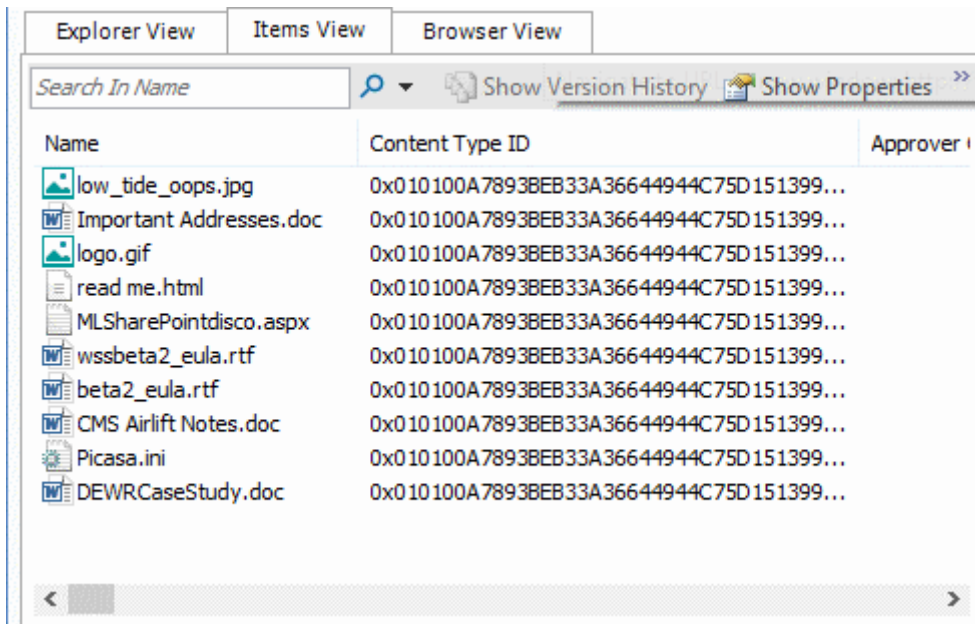 Explorer View Items View Browser View
Search In Name Show Version History Show Properties »
Name Content Type ID Approver
low_tide_oops.jpg 0x010100A7893BEB33A36644944C75D151399...
Important Addresses.doc 0x010100A7893BEB33A36644944C75D151399...
logo.gif 0x010100A7893BEB33A36644944C75D151399...
read me.html 0x010100A7893BEB33A36644944C75D151399...
MLSharePointdisco.aspx 0x010100A7893BEB33A36644944C75D151399...
wssbeta2_eula.rtf 0x010100A7893BEB33A36644944C75D151399...
beta2_eula.rtf 0x010100A7893BEB33A36644944C75D151399...
CMS Airlift Notes.doc 0x010100A7893BEB33A36644944C75D151399...
Picasa.ini 0x010100A7893BEB33A36644944C75D151399...
DEWRCaseStudy.doc 0x010100A7893BEB33A36644944C75D151399...